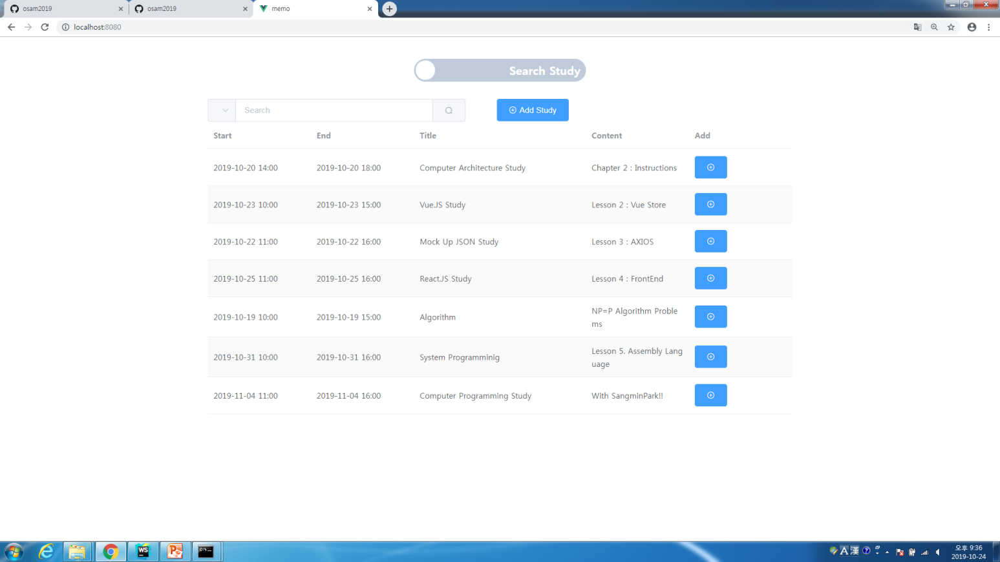 osam2019
osam2019
memo
localhost:8080
Search Study
Search
Add Study
Start End Title Content Add
2019-10-20 14:00 2019-10-20 18:00 Computer Architecture Study Chapter 2 : Instructions
2019-10-23 10:00 2019-10-23 15:00 Vue.JS Study Lesson 2 : Vue Store
2019-10-22 11:00 2019-10-22 16:00 Mock Up JSON Study Lesson 3 : AXIOS
2019-10-25 11:00 2019-10-25 16:00 React.JS Study Lesson 4 : FrontEnd
2019-10-19 10:00 2019-10-19 15:00 Algorithm NP=P Algorithm Proble
ms
2019-10-31 10:00 2019-10-31 16:00 System Programminig Lesson 5. Assembly Lang
uage
2019-11-04 11:00 2019-11-04 16:00 Computer Programming Study With SangminPark!!
WS
C:\
A 漢
오후 9:36
2019-10-24